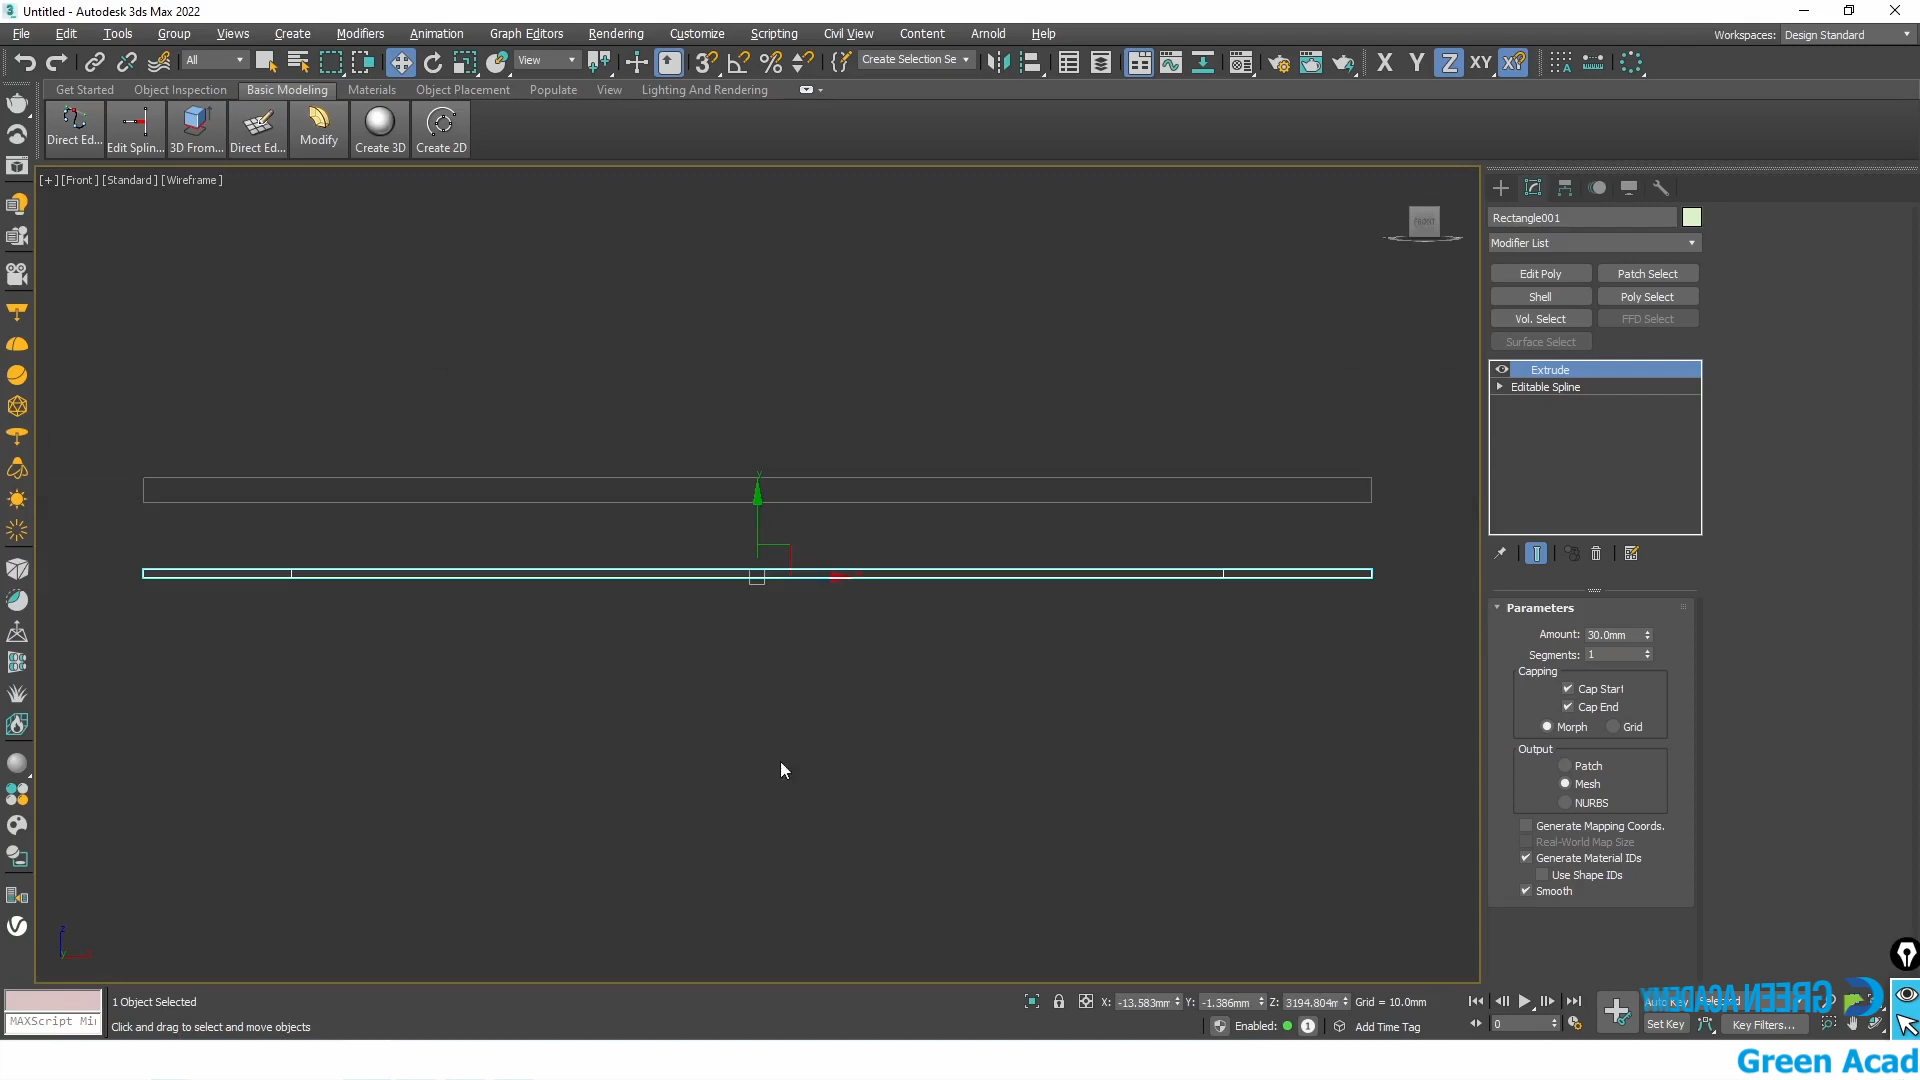 Untitled - Autodesk 3ds Max 2022
File Edit Tools Group Views Create Modifiers Animation Graph Editors Rendering Customize Scripting Civil View Content Arnold Help
Workspaces: Design Standard
All View Create Selection Se X Y Z XY
Get Started Object Inspection Basic Modeling Materials Object Placement Populate View Lighting And Rendering
Direct Ed... Edit Splin... 3D From... Direct Ed... Modify Create 3D Create 2D
[+] [Front] [Standard] [Wireframe]
FRONT
Rectangle001
Modifier List
Edit Poly Patch Select
Shell Poly Select
Vol. Select FFD Select
Surface Select
Extrude
Editable Spline
y
Parameters
Amount: 30.0mm
Segments: 1
Capping
Cap Start
Cap End
Morph Grid
Output
Patch
Mesh
NURBS
Generate Mapping Coords.
Real-World Map Size
Generate Material IDs
Use Shape IDs
Smooth
z
y
1 Object Selected
X: -13.583mm Y: -1.386mm Z: 3194.804m Grid = 10.0mm
Auto Key Selected
GREEN ACADEMY
MAXScript Mi
Click and drag to select and move objects
Enabled: 1 Add Time Tag
0
Set Key Key Filters...
Green Acad